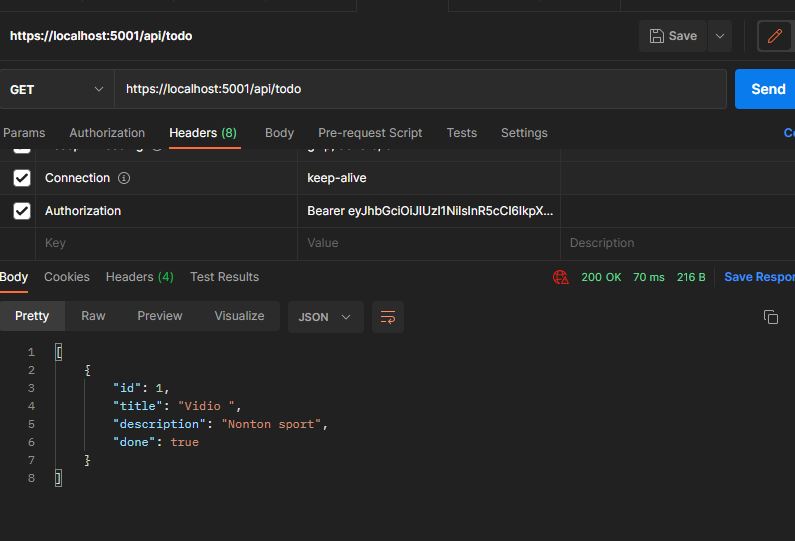 https://localhost:5001/api/todo
Save
GET
https://localhost:5001/api/todo
Send
Params Authorization Headers (8) Body Pre-request Script Tests Settings
Connection keep-alive
Authorization Bearer eyJhbGciOiJIUzI1NiIsInR5cCI6IkpX...
Key Value Description
Body Cookies Headers (4) Test Results 200 OK 70 ms 216 B Save Respon
Pretty Raw Preview Visualize JSON
1 [
2 {
3 "id": 1,
4 "title": "Vidio ",
5 "description": "Nonton sport",
6 "done": true
7 }
8 ]